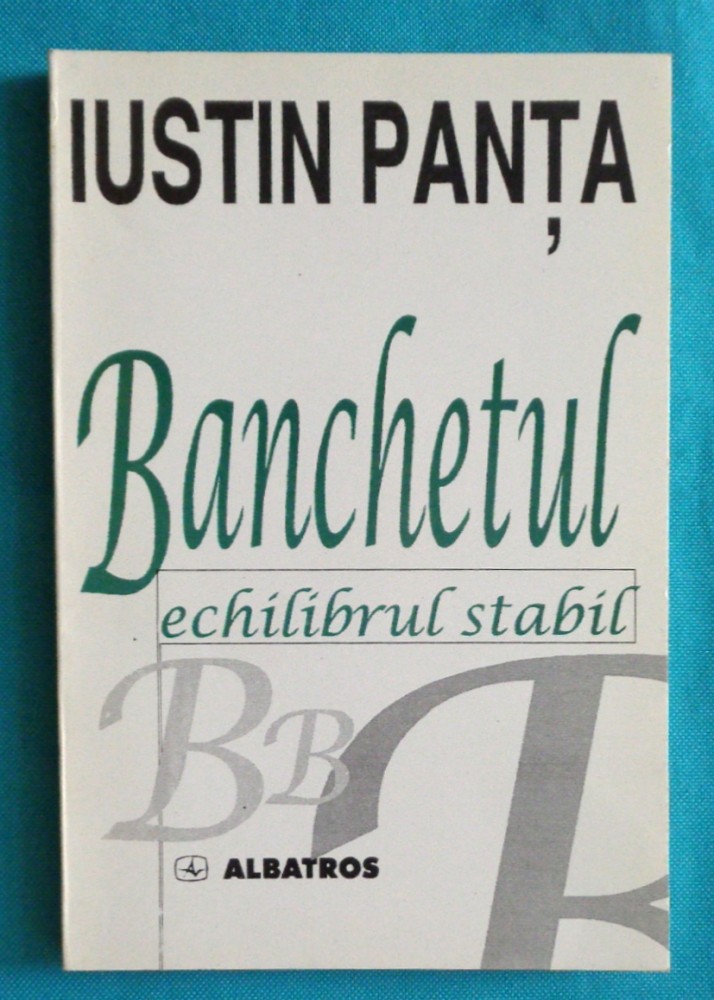 IUSTIN PANȚA
Banchetul
echilibrul stabil
B B B
ALBATROS